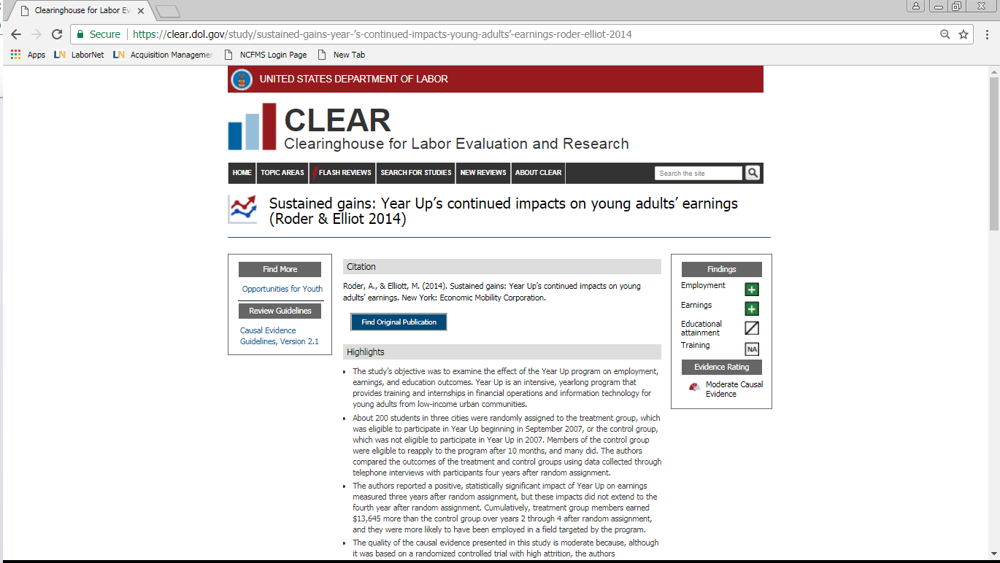 Clearinghouse for Labor Ev
Secure
https://clear.dol.gov/study/sustained-gains-year-’s-continued-impacts-young-adults’-earnings-roder-elliot-2014
Apps LN LaborNet LN Acquisition Managemen NCFMS Login Page New Tab
UNITED STATES DEPARTMENT OF LABOR
CLEAR
Clearinghouse for Labor Evaluation and Research
HOME TOPIC AREAS FLASH REVIEWS SEARCH FOR STUDIES NEW REVIEWS ABOUT CLEAR Search the site
Sustained gains: Year Up’s continued impacts on young adults’ earnings
(Roder & Elliot 2014)
Find More
Opportunities for Youth
Review Guidelines
Causal Evidence
Guidelines, Version 2.1
Citation
Roder, A., & Elliott, M. (2014). Sustained gains: Year Up’s continued impacts on young
adults’ earnings. New York: Economic Mobility Corporation.
Find Original Publication
Highlights
• The study’s objective was to examine the effect of the Year Up program on employment,
earnings, and education outcomes. Year Up is an intensive, yearlong program that
provides training and internships in financial operations and information technology for
young adults from low-income urban communities.
• About 200 students in three cities were randomly assigned to the treatment group, which
was eligible to participate in Year Up beginning in September 2007, or the control group,
which was not eligible to participate in Year Up in 2007. Members of the control group
were eligible to reapply to the program after 10 months, and many did. The authors
compared the outcomes of the treatment and control groups using data collected through
telephone interviews with participants four years after random assignment.
• The authors reported a positive, statistically significant impact of Year Up on earnings
measured three years after random assignment, but these impacts did not extend to the
fourth year after random assignment. Cumulatively, treatment group members earned
$13,645 more than the control group over years 2 through 4 after random assignment,
and they were more likely to have been employed in a field targeted by the program.
• The quality of the causal evidence presented in this study is moderate because, although
it was based on a randomized controlled trial with high attrition, the authors
Findings
Employment
Earnings
Educational
attainment
Training NA
Evidence Rating
Moderate Causal
Evidence